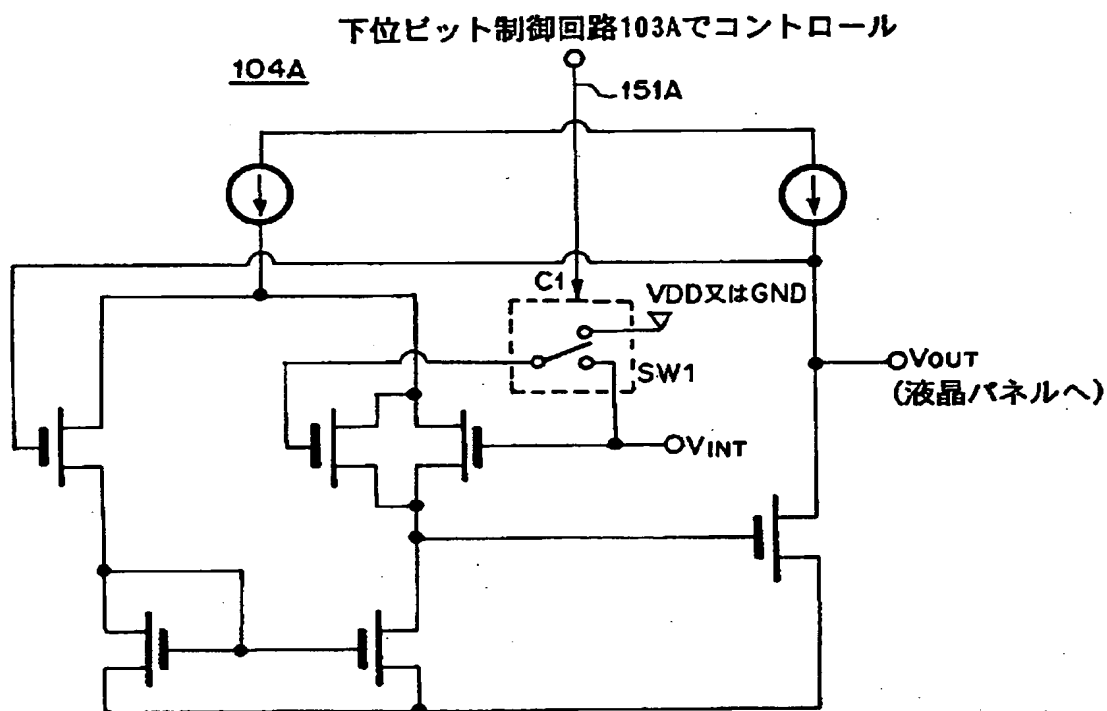 下位ビット制御回路103Aでコントロール
104A
151A
C1
VDD又はGND
SW1
VOUT
(液晶パネルへ)
VINT